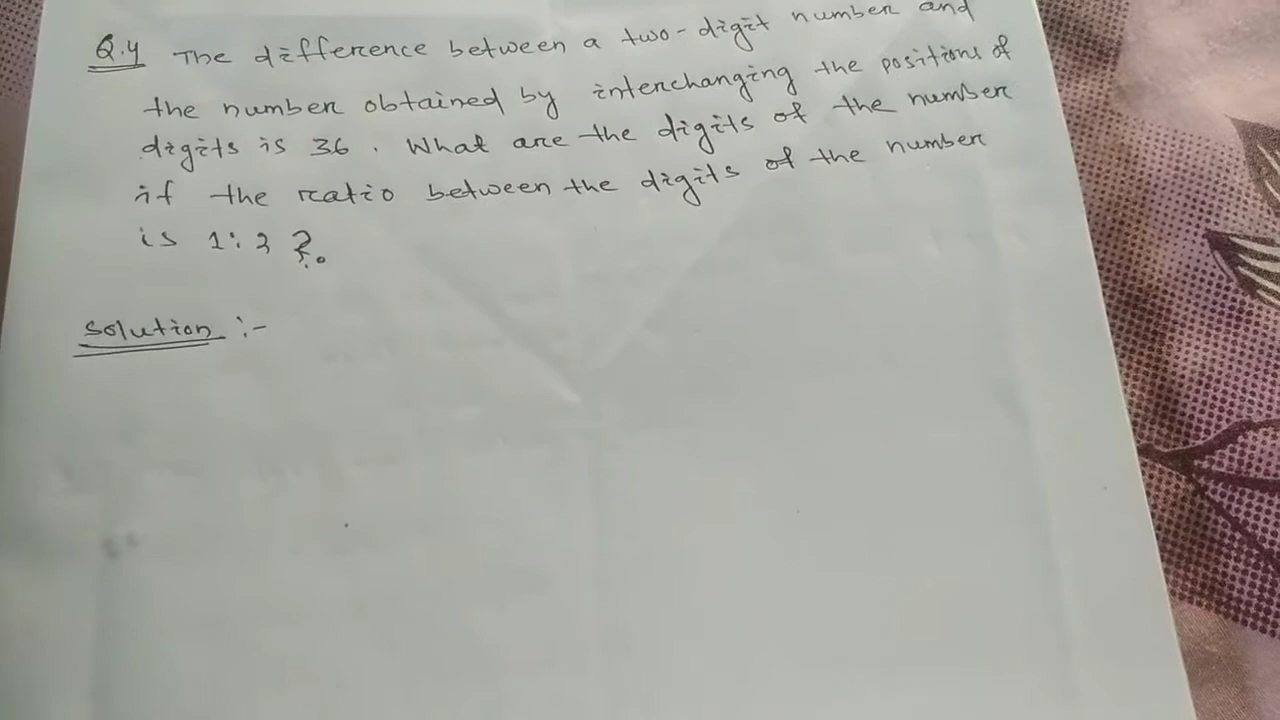 Q.4 The difference between a two-digit number and
the number obtained by interchanging the positions of
digits is 36. What are the digits of the number
if the ratio between the digits of the number
is 1:2 ?.
Solution :-